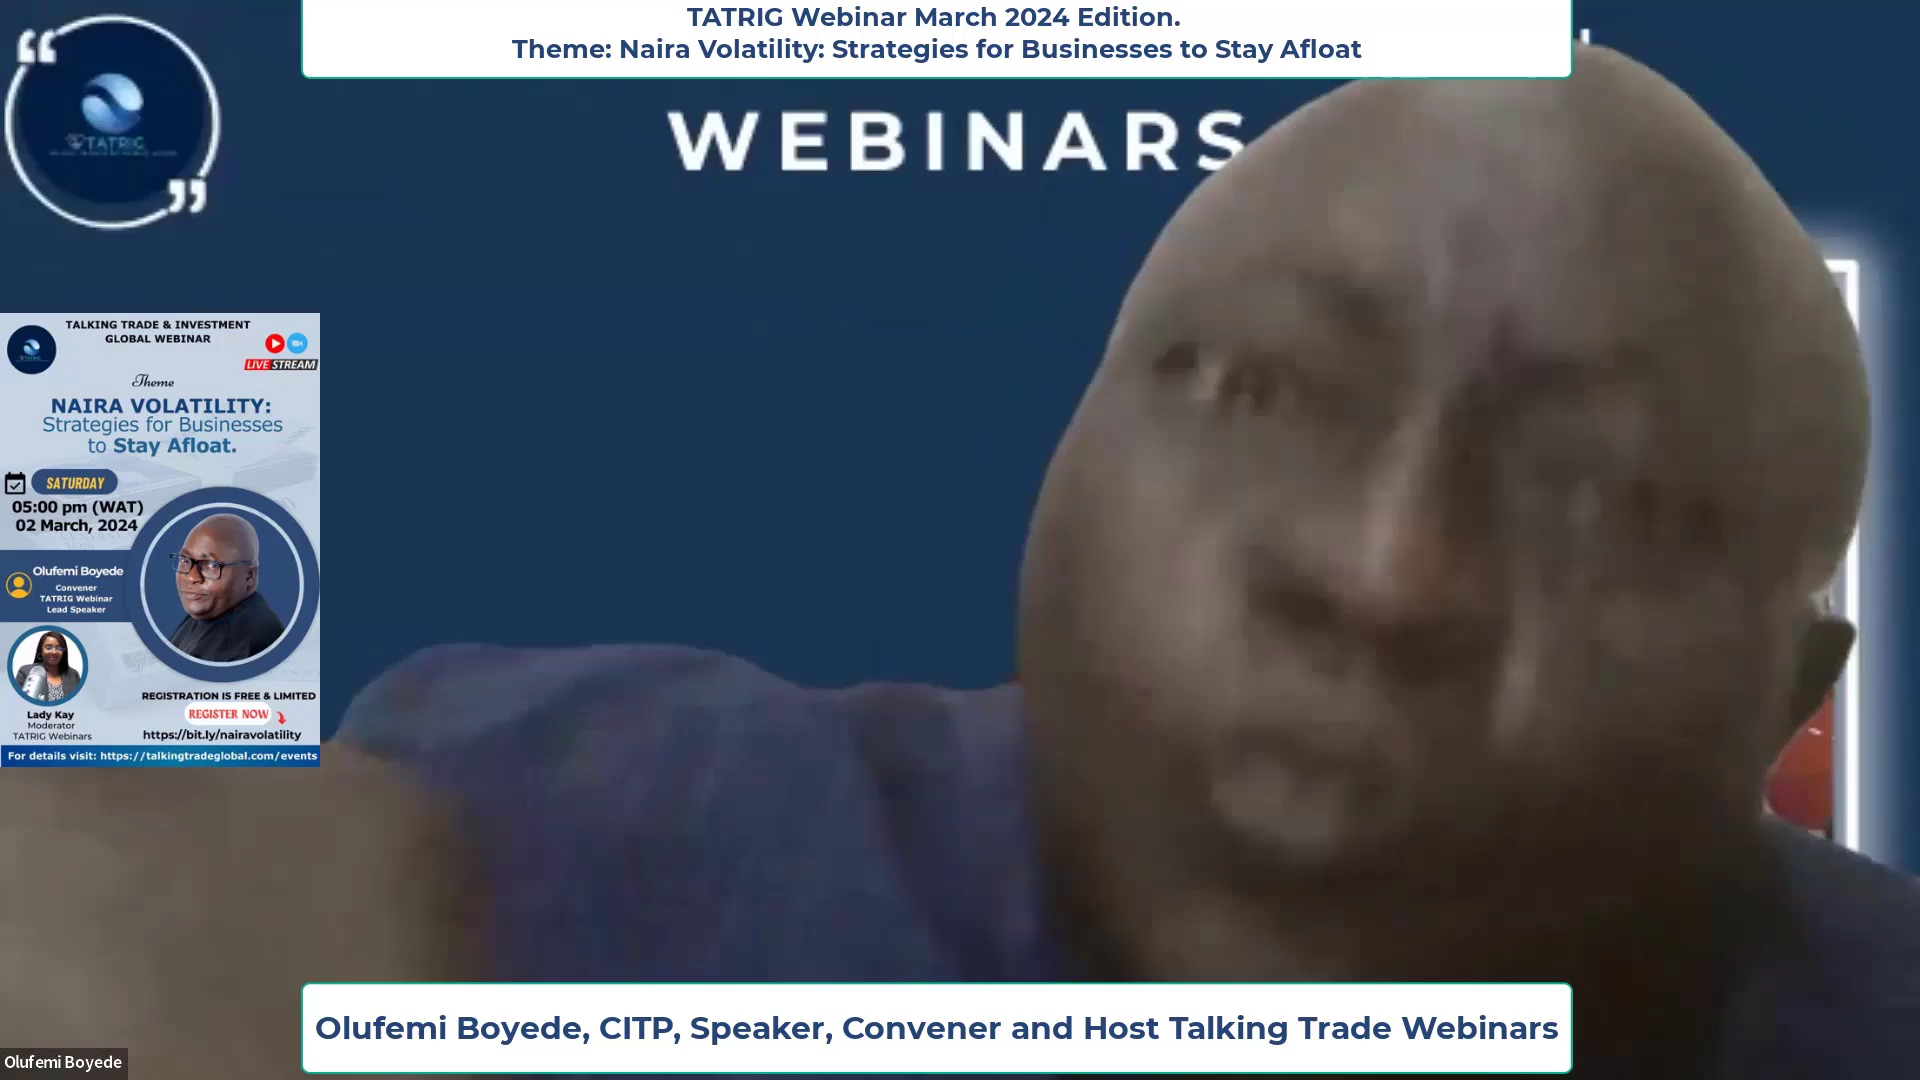 TATRIG Webinar March 2024 Edition.
Theme: Naira Volatility: Strategies for Businesses to Stay Afloat
WEBINARS
TATRIG
TALKING TRADE & INVESTMENT
GLOBAL WEBINAR
LIVE STREAM
Theme
NAIRA VOLATILITY:
Strategies for Businesses
to Stay Afloat.
SATURDAY
05:00 pm (WAT)
02 March, 2024
Olufemi Boyede
Convener
TATRIG Webinar
Lead Speaker
Lady Kay
Moderator
TATRIG Webinars
REGISTRATION IS FREE & LIMITED
REGISTER NOW
https://bit.ly/nairavolatility
For details visit: https://talkingtradeglobal.com/events
Olufemi Boyede, CITP, Speaker, Convener and Host Talking Trade Webinars
Olufemi Boyede